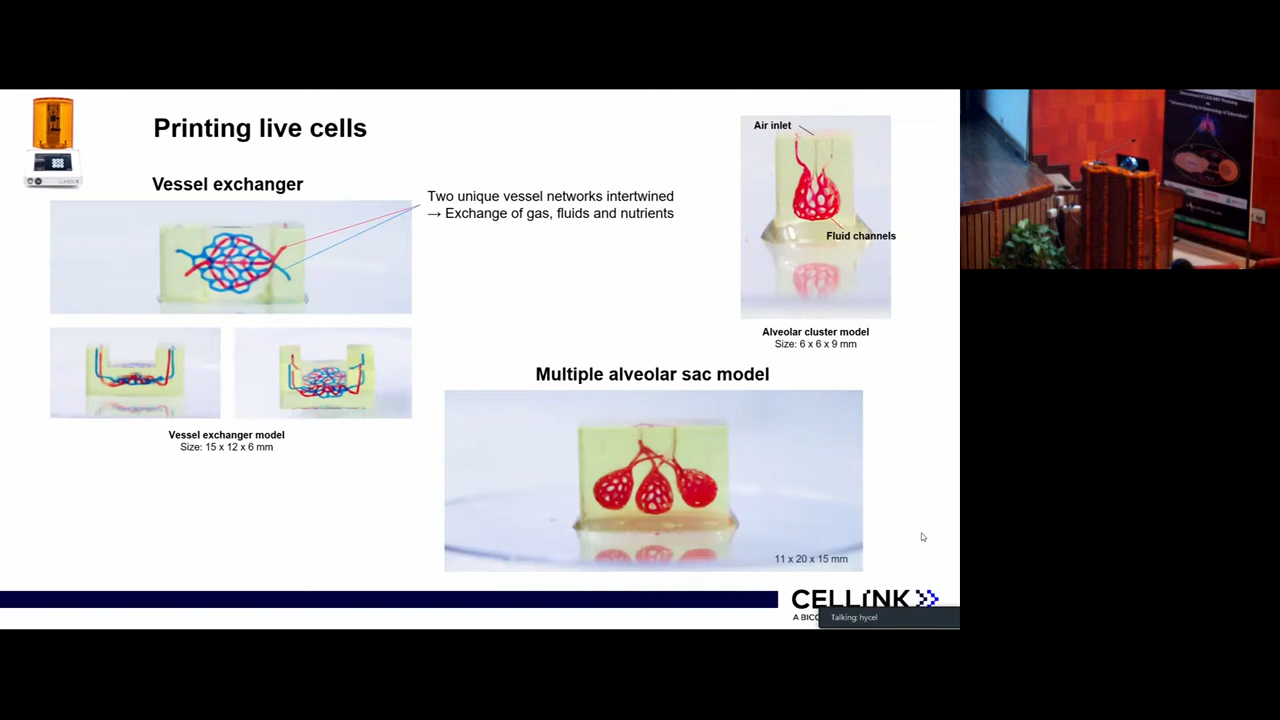 Printing live cells
Vessel exchanger
Two unique vessel networks intertwined
→ Exchange of gas, fluids and nutrients
Vessel exchanger model
Size: 15 x 12 x 6 mm
Air inlet
Fluid channels
Alveolar cluster model
Size: 6 x 6 x 9 mm
Multiple alveolar sac model
11 x 20 x 15 mm
CELLINK
A BICO
Talking: hycel